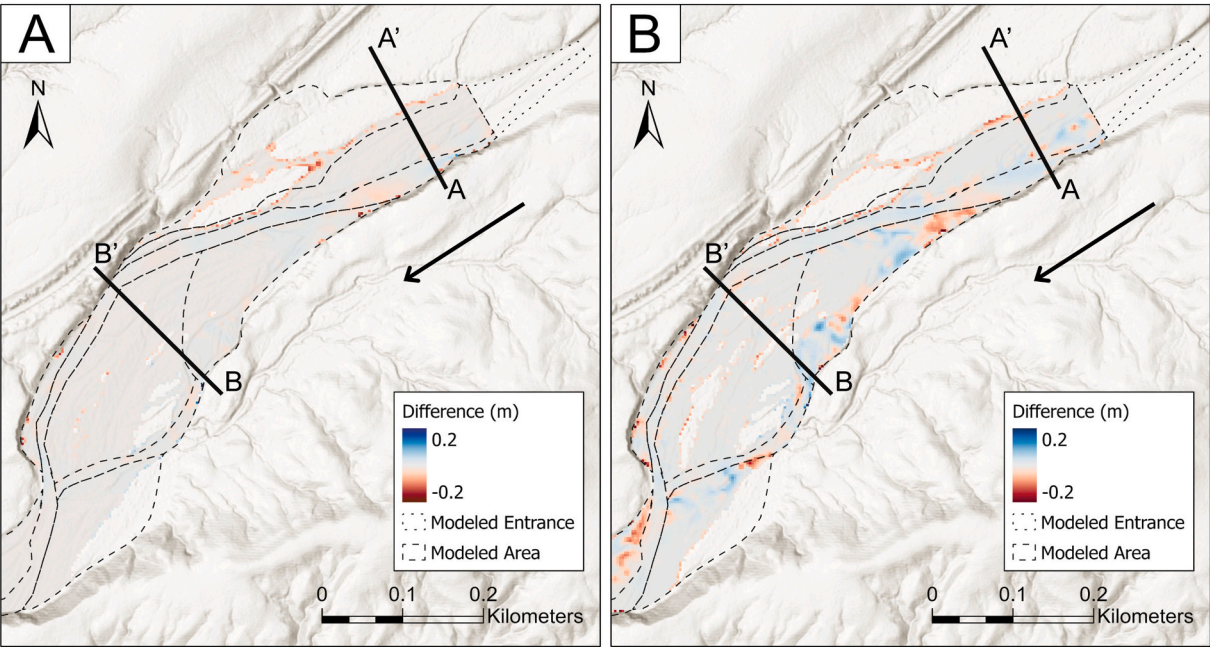 A
N
A’
A
B’
B
Difference (m)
0.2
-0.2
Modeled Entrance
Modeled Area
0 0.1 0.2
Kilometers
B
N
A’
A
B’
B
Difference (m)
0.2
-0.2
Modeled Entrance
Modeled Area
0 0.1 0.2
Kilometers